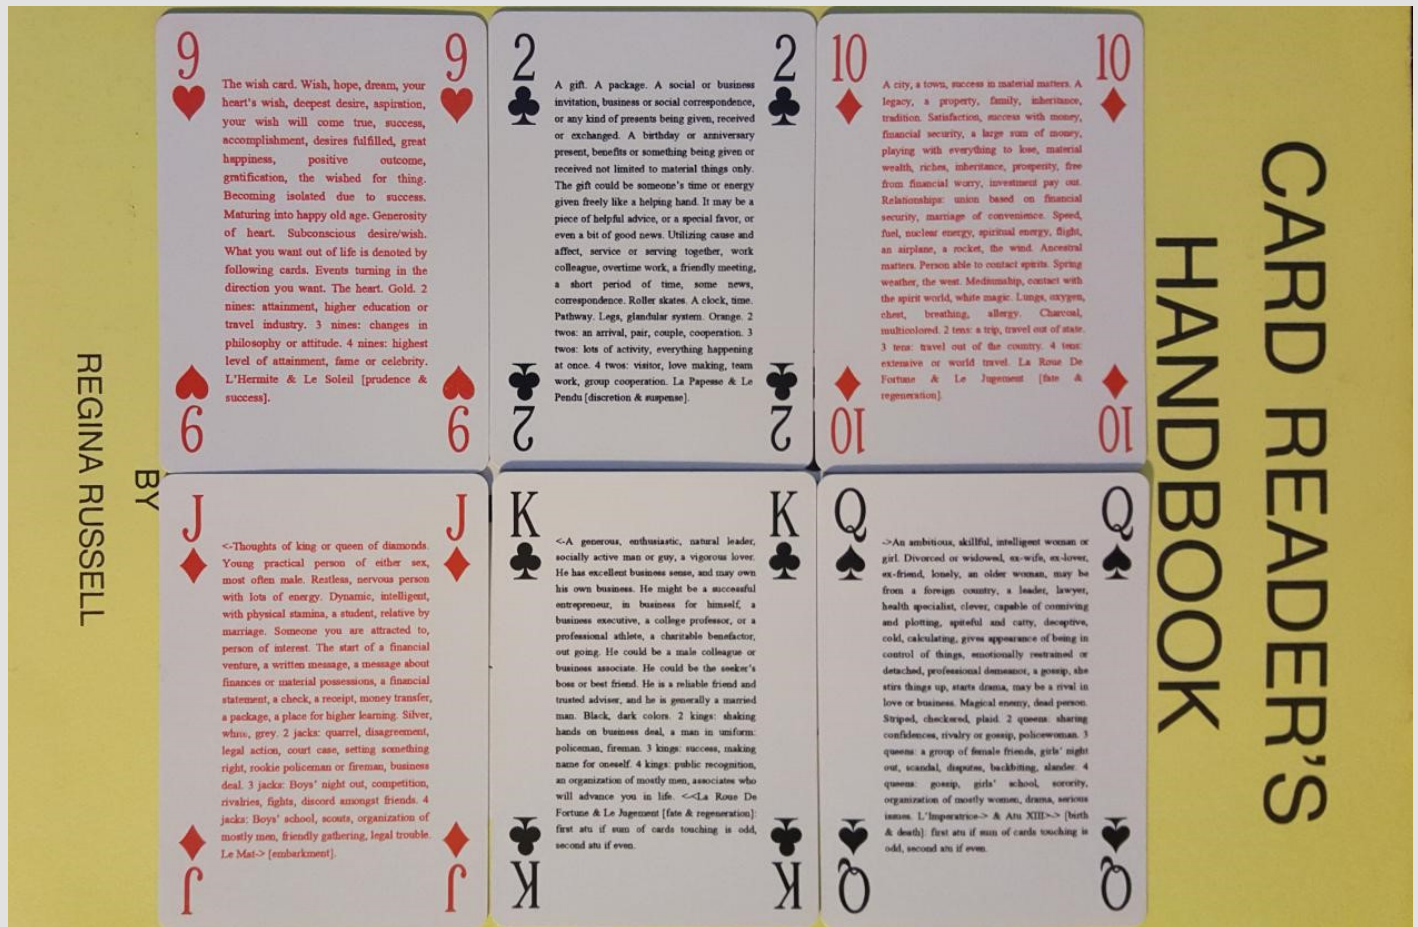 CARD READER'S
HANDBOOK
BY
REGINA RUSSELL
9 9
The wish card. Wish, hope, dream, your
heart's wish, deepest desire, aspiration,
your wish will come true, success,
accomplishment, desires fulfilled, great
happiness, positive outcome,
gratification, the wished for thing.
Becoming isolated due to success.
Maturing into happy old age. Generosity
of heart. Subconscious desire/wish.
What you want out of life is denoted by
following cards. Events turning in the
direction you want. The heart. Gold. 2
nines: attainment, higher education or
travel industry. 3 nines: changes in
philosophy or attitude. 4 nines: highest
level of attainment, fame or celebrity.
L'Hermite & Le Soleil [prudence &
success].
9 9
2 2
A gift. A package. A social or business
invitation, business or social correspondence,
or any kind of presents being given, received
or exchanged. A birthday or anniversary
present, benefits or something being given or
received not limited to material things only.
The gift could be someone's time or energy
given freely like a helping hand. It may be a
piece of helpful advice, or a special favor, or
even a bit of good news. Utilizing cause and
affect, service or serving together, work
colleague, overtime work, a friendly meeting,
a short period of time, some news,
correspondence. Roller skates. A clock, time.
Pathway. Legs, glandular system. Orange. 2
twos: an arrival, pair, couple, cooperation. 3
twos: lots of activity, everything happening
at once. 4 twos: visitor, love making, team
work, group cooperation. La Papesse & Le
Pendu [discretion & suspense].
2 2
10 10
A city, a town, success in material matters. A
legacy, a property, family, inheritance,
tradition. Satisfaction, success with money,
financial security, a large sum of money,
playing with everything to lose, material
wealth, riches, inheritance, prosperity, free
from financial worry, investment pay out.
Relationships: union based on financial
security, marriage of convenience. Speed,
fuel, nuclear energy, spiritual energy, flight,
an airplane, a rocket, the wind. Ancestral
matters. Person able to contact spirits. Spring
weather, the west. Mediumship, contact with
the spirit world, white magic. Lungs, oxygen,
chest, breathing, allergy. Charcoal,
multicolored. 2 tens: a trip, travel out of state.
3 tens: travel out of the country. 4 tens:
extensive or world travel. La Roue De
Fortune & Le Jugement [fate &
regeneration].
10 10
J J
<-Thoughts of king or queen of diamonds.
Young practical person of either sex,
most often male. Restless, nervous person
with lots of energy. Dynamic, intelligent,
with physical stamina, a student, relative by
marriage. Someone you are attracted to,
person of interest. The start of a financial
venture, a written message, a message about
finances or material possessions, a financial
statement, a check, a receipt, money transfer,
a package, a place for higher learning. Silver,
white, grey. 2 jacks: quarrel, disagreement,
legal action, court case, setting something
right, rookie policeman or fireman, business
deal. 3 jacks: Boys' night out, competition,
rivalries, fights, discord amongst friends. 4
jacks: Boys' school, scouts, organization of
mostly men, friendly gathering, legal trouble.
Le Mat-> [embarkment].
J J
K K
<-A generous, enthusiastic, natural leader,
socially active man or guy, a vigorous lover.
He has excellent business sense, and may own
his own business. He might be a successful
entrepreneur, in business for himself, a
business executive, a college professor, or a
professional athlete, a charitable benefactor,
out going. He could be a male colleague or
business associate. He could be the seeker's
boss or best friend. He is a reliable friend and
trusted adviser, and he is generally a married
man. Black, dark colors. 2 kings: shaking
hands on business deal, a man in uniform:
policeman, fireman. 3 kings: success, making
name for oneself. 4 kings: public recognition,
an organization of mostly men, associates who
will advance you in life. <<La Roue De
Fortune & Le Jugement [fate & regeneration]:
first atu if sum of cards touching is odd,
second atu if even.
K K
Q Q
->An ambitious, skillful, intelligent woman or
girl. Divorced or widowed, ex-wife, ex-lover,
ex-friend, lonely, an older woman, may be
from a foreign country, a leader, lawyer,
health specialist, clever, capable of conniving
and plotting, spiteful and catty, deceptive,
cold, calculating, gives appearance of being in
control of things, emotionally restrained or
detached, professional demeanor, a gossip, she
stirs things up, starts drama, may be a rival in
love or business. Magical enemy, dead person.
Striped, checkered, plaid. 2 queens: sharing
confidences, rivalry or gossip, policewoman. 3
queens: a group of female friends, girls' night
out, scandal, disputes, backbiting, slander. 4
queens: gossip, girls' school, sorority,
organization of mostly women, drama, serious
issues. L'Imperatrice-> & Atu XIII>-> [birth
& death]: first atu if sum of cards touching is
odd, second atu if even.
Q Q